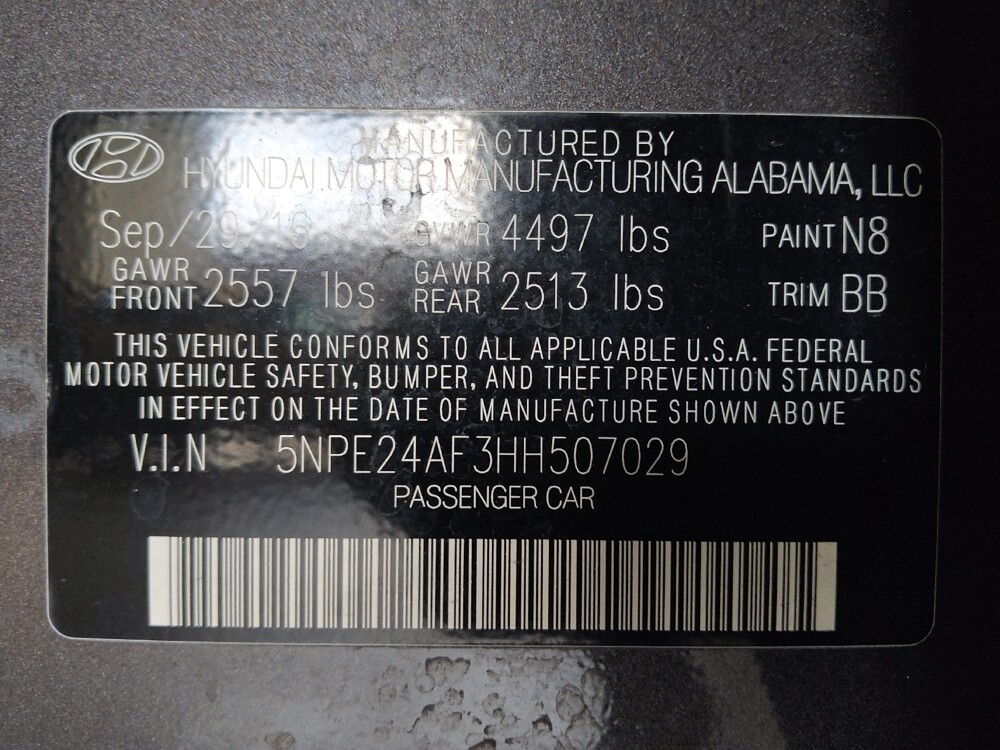 MANUFACTURED BY
HYUNDAI MOTOR MANUFACTURING ALABAMA, LLC
Sep/29/16 GVWR 4497 lbs PAINT N8
GAWR FRONT 2557 lbs GAWR REAR 2513 lbs TRIM BB
THIS VEHICLE CONFORMS TO ALL APPLICABLE U.S.A. FEDERAL
MOTOR VEHICLE SAFETY, BUMPER, AND THEFT PREVENTION STANDARDS
IN EFFECT ON THE DATE OF MANUFACTURE SHOWN ABOVE
V.I.N 5NPE24AF3HH507029
PASSENGER CAR